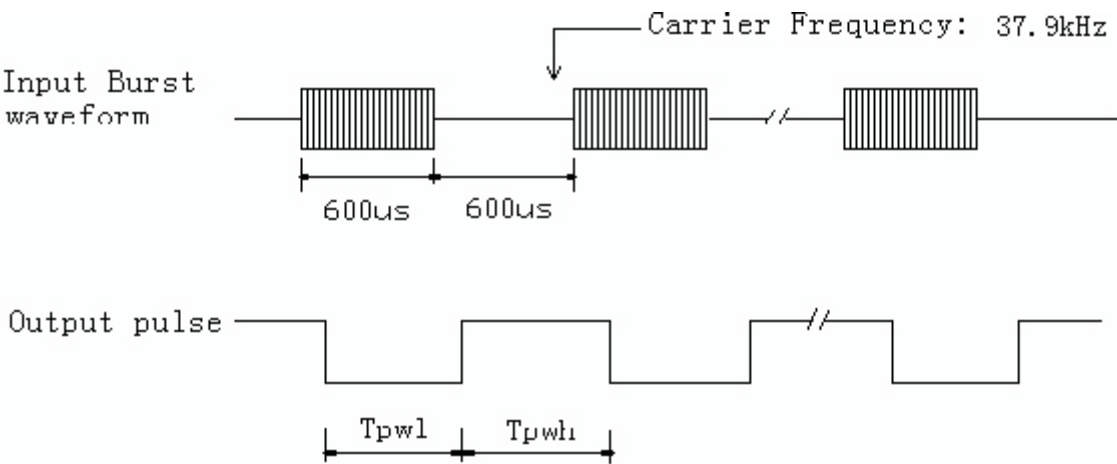 Carrier Frequency: 37.9kHz
Input Burst
waveform
600us 600us
Output pulse
Tpwl Tpwh